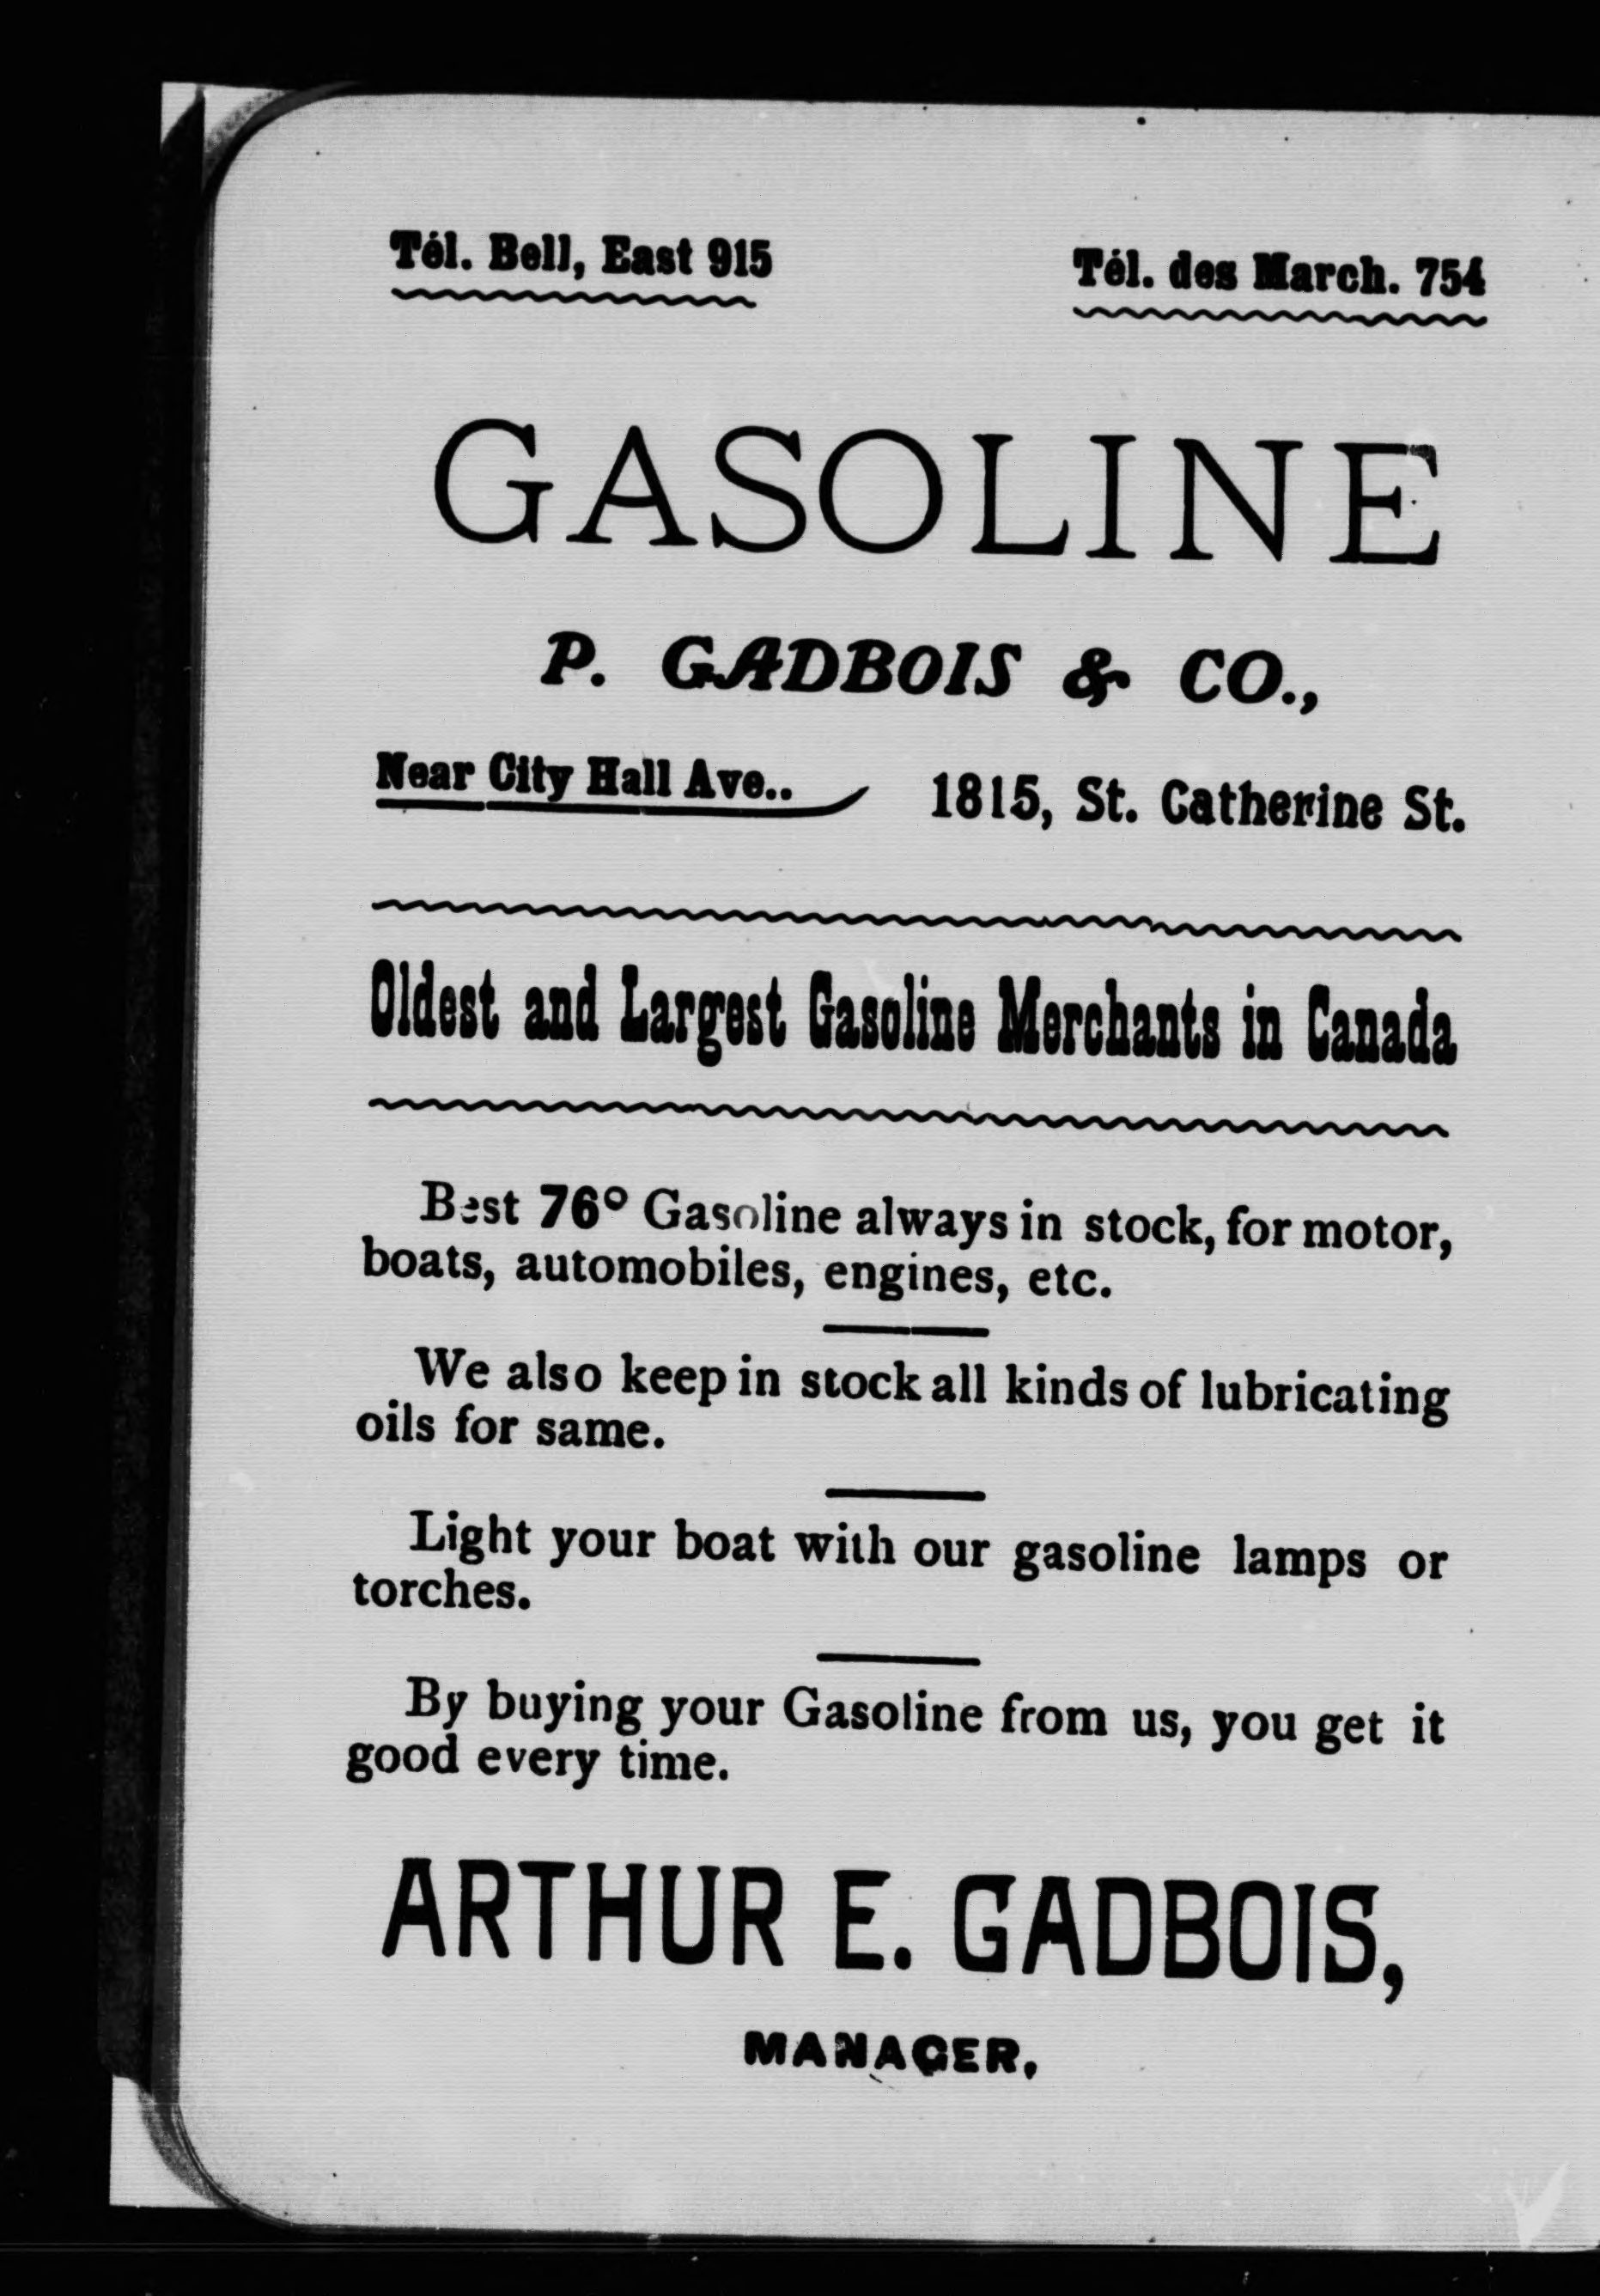 Tél. Bell, East 915 Tél. des March. 754
GASOLINE
P. GADBOIS & CO.,
Near City Hall Ave.. 1815, St. Catherine St.
Oldest and Largest Gasoline Merchants in Canada
Best 76° Gasoline always in stock, for motor,
boats, automobiles, engines, etc.
We also keep in stock all kinds of lubricating
oils for same.
Light your boat with our gasoline lamps or
torches.
By buying your Gasoline from us, you get it
good every time.
ARTHUR E. GADBOIS,
MANAGER,